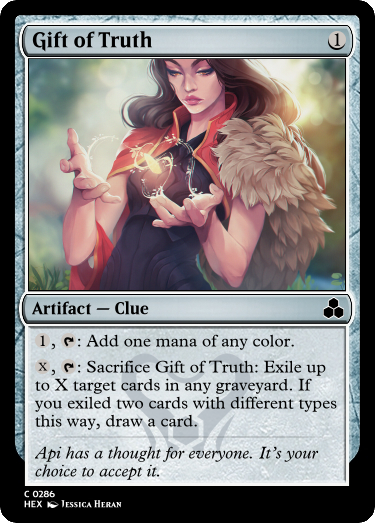 Gift of Truth 1
Artifact — Clue
1, T: Add one mana of any color.
X, T: Sacrifice Gift of Truth: Exile up
to X target cards in any graveyard. If
you exiled two cards with different types
this way, draw a card.
Api has a thought for everyone. It's your
choice to accept it.
C 0286
HEX Jessica Heran